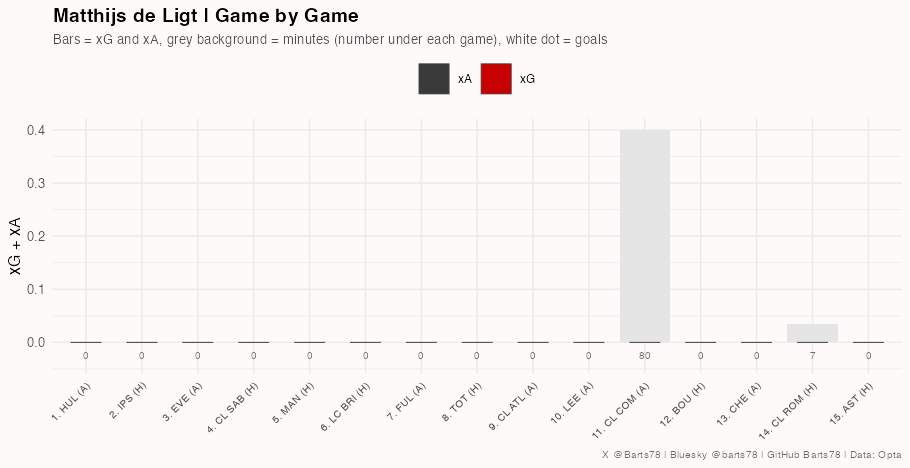 Matthijs de Ligt | Game by Game
Bars = xG and xA, grey background = minutes (number under each game), white dot = goals
xA xG
xG + xA
0.4
0.3
0.2
0.1
0.0
0 0 0 0 0 0 0 0 0 0 80 0 0 7 0
1. HUL (A)
2. IPS (H)
3. EVE (A)
4. CL SAB (H)
5. MAN (H)
6. LC BRI (H)
7. FUL (A)
8. TOT (H)
9. CL ATL (A)
10. LEE (A)
11. CL COM (A)
12. BOU (H)
13. CHE (A)
14. CL ROM (H)
15. AST (H)
X @Barts78 | Bluesky @barts78 | GitHub Barts78 | Data: Opta